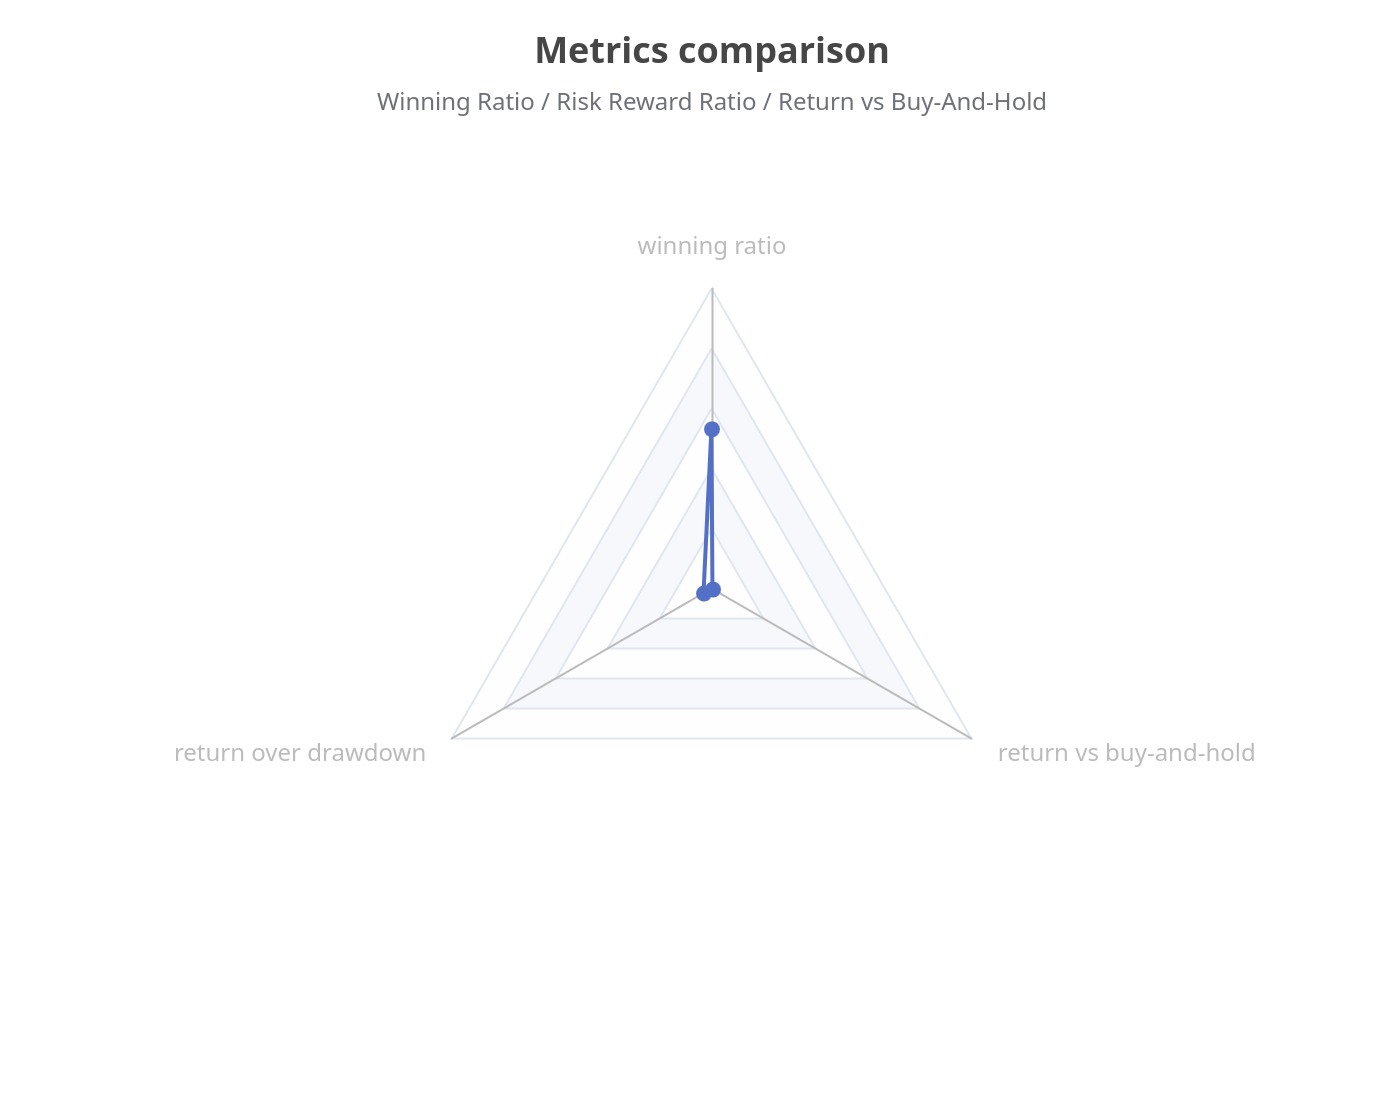 Metrics comparison
Winning Ratio / Risk Reward Ratio / Return vs Buy-And-Hold
winning ratio
return over drawdown
return vs buy-and-hold